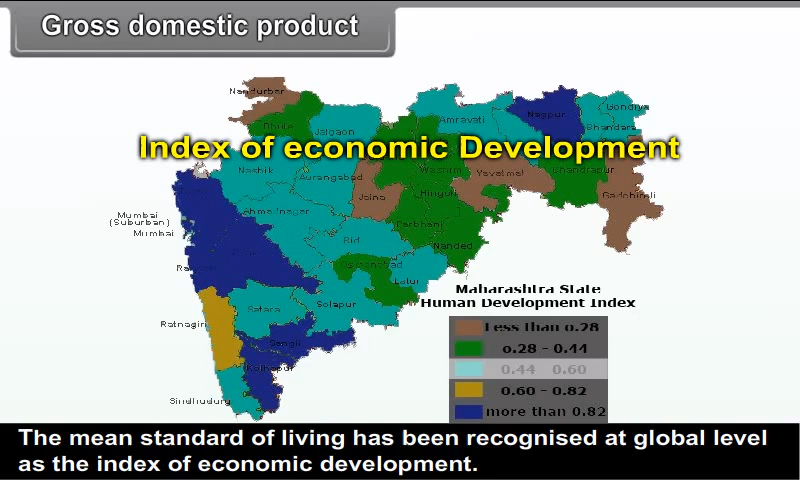 Gross domestic product
Nandurbar
Dhule
Jalgaon
Amravati
Nagpur
Gondiya
Bhandara
Index of economic Development
Nashik
Aurangabad
Washim
Yavatmal
Chandrapur
Jalna
Hingoli
Gadchiroli
Ahmednagar
Parbhani
Mumbai
(Suburban)
Mumbai
Bid
Nanded
Osmanabad
Latur
Maharashtra State
Human Development Index
Satara
Solapur
Ratnagiri
Sangli
Kolhapur
Sindhudurg
Less than 0.28
0.28 - 0.44
0.44 0.60
0.60 - 0.82
more than 0.82
The mean standard of living has been recognised at global level
as the index of economic development.